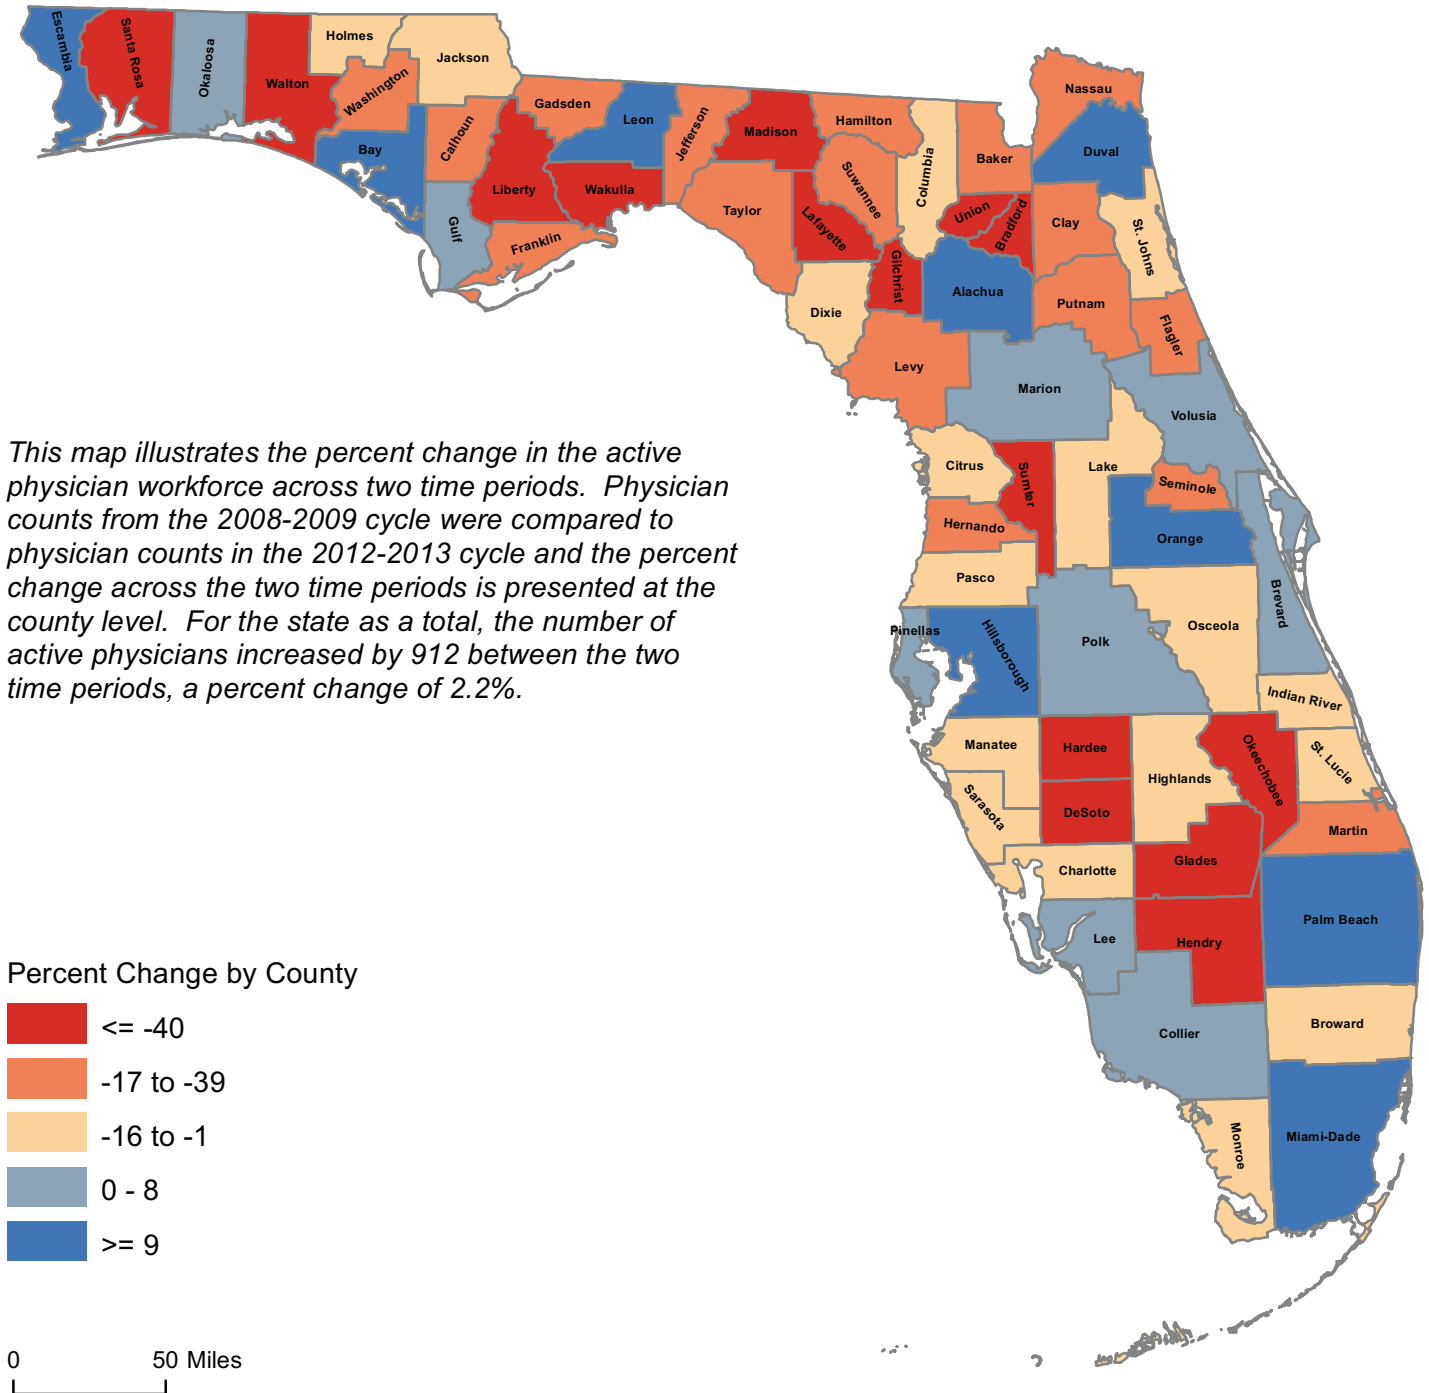 Escambia
Santa Rosa
Okaloosa
Walton
Holmes
Washington
Jackson
Bay
Calhoun
Gulf
Gadsden
Liberty
Franklin
Leon
Wakulla
Jefferson
Madison
Taylor
Hamilton
Suwannee
Lafayette
Dixie
Columbia
Gilchrist
Baker
Union
Bradford
Alachua
Levy
Nassau
Duval
Clay
St. Johns
Putnam
Flagler
Marion
Volusia
Citrus
Sumter
Lake
Seminole
Hernando
Orange
Pasco
Brevard
Pinellas
Hillsborough
Polk
Osceola
Indian River
Manatee
Hardee
Highlands
Okeechobee
St. Lucie
Sarasota
DeSoto
Martin
Charlotte
Glades
Lee
Hendry
Palm Beach
Collier
Broward
Monroe
Miami-Dade
This map illustrates the percent change in the active
physician workforce across two time periods. Physician
counts from the 2008-2009 cycle were compared to
physician counts in the 2012-2013 cycle and the percent
change across the two time periods is presented at the
county level. For the state as a total, the number of
active physicians increased by 912 between the two
time periods, a percent change of 2.2%.
Percent Change by County
<= -40
-17 to -39
-16 to -1
0 - 8
>= 9
0 50 Miles